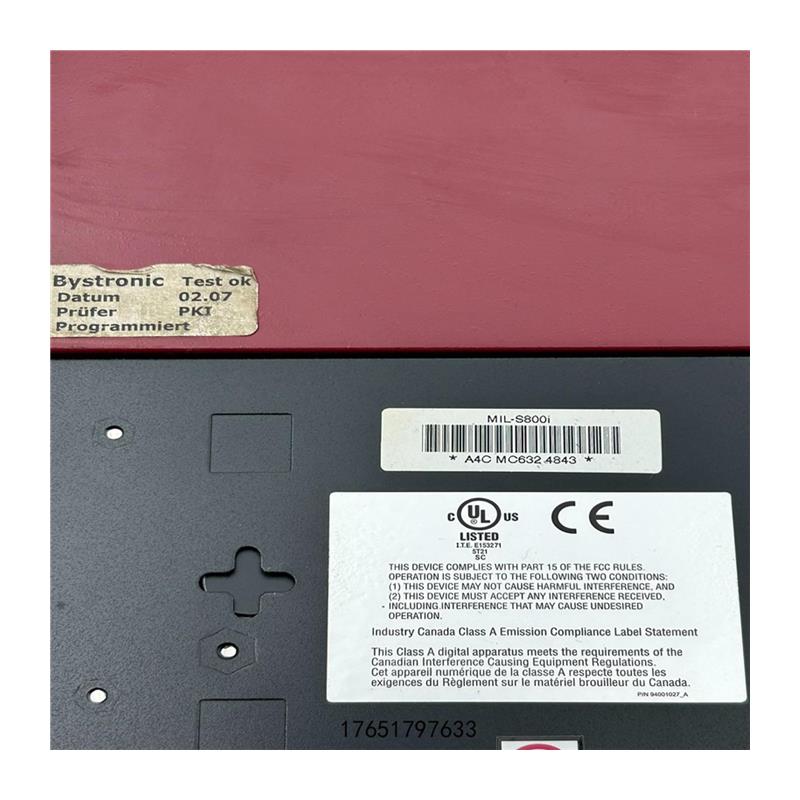 Bystronic Test ok
Datum 02.07
Prüfer PKI
Programmiert
MIL-S800i
* A4C MC632 4843 *
C UL US
LISTED
I.T.E. E153271
5T21
SC
CE
THIS DEVICE COMPLIES WITH PART 15 OF THE FCC RULES.
OPERATION IS SUBJECT TO THE FOLLOWING TWO CONDITIONS:
(1) THIS DEVICE MAY NOT CAUSE HARMFUL INTERFERENCE, AND
(2) THIS DEVICE MUST ACCEPT ANY INTERFERENCE RECEIVED,
INCLUDING INTERFERENCE THAT MAY CAUSE UNDESIRED
OPERATION.
Industry Canada Class A Emission Compliance Label Statement
This Class A digital apparatus meets the requirements of the
Canadian Interference Causing Equipment Regulations.
Cet appareil numérique de la classe A respecte toutes les
exigences du Règlement sur le matériel brouilleur du Canada.
P/N 94001027_A
17651797633